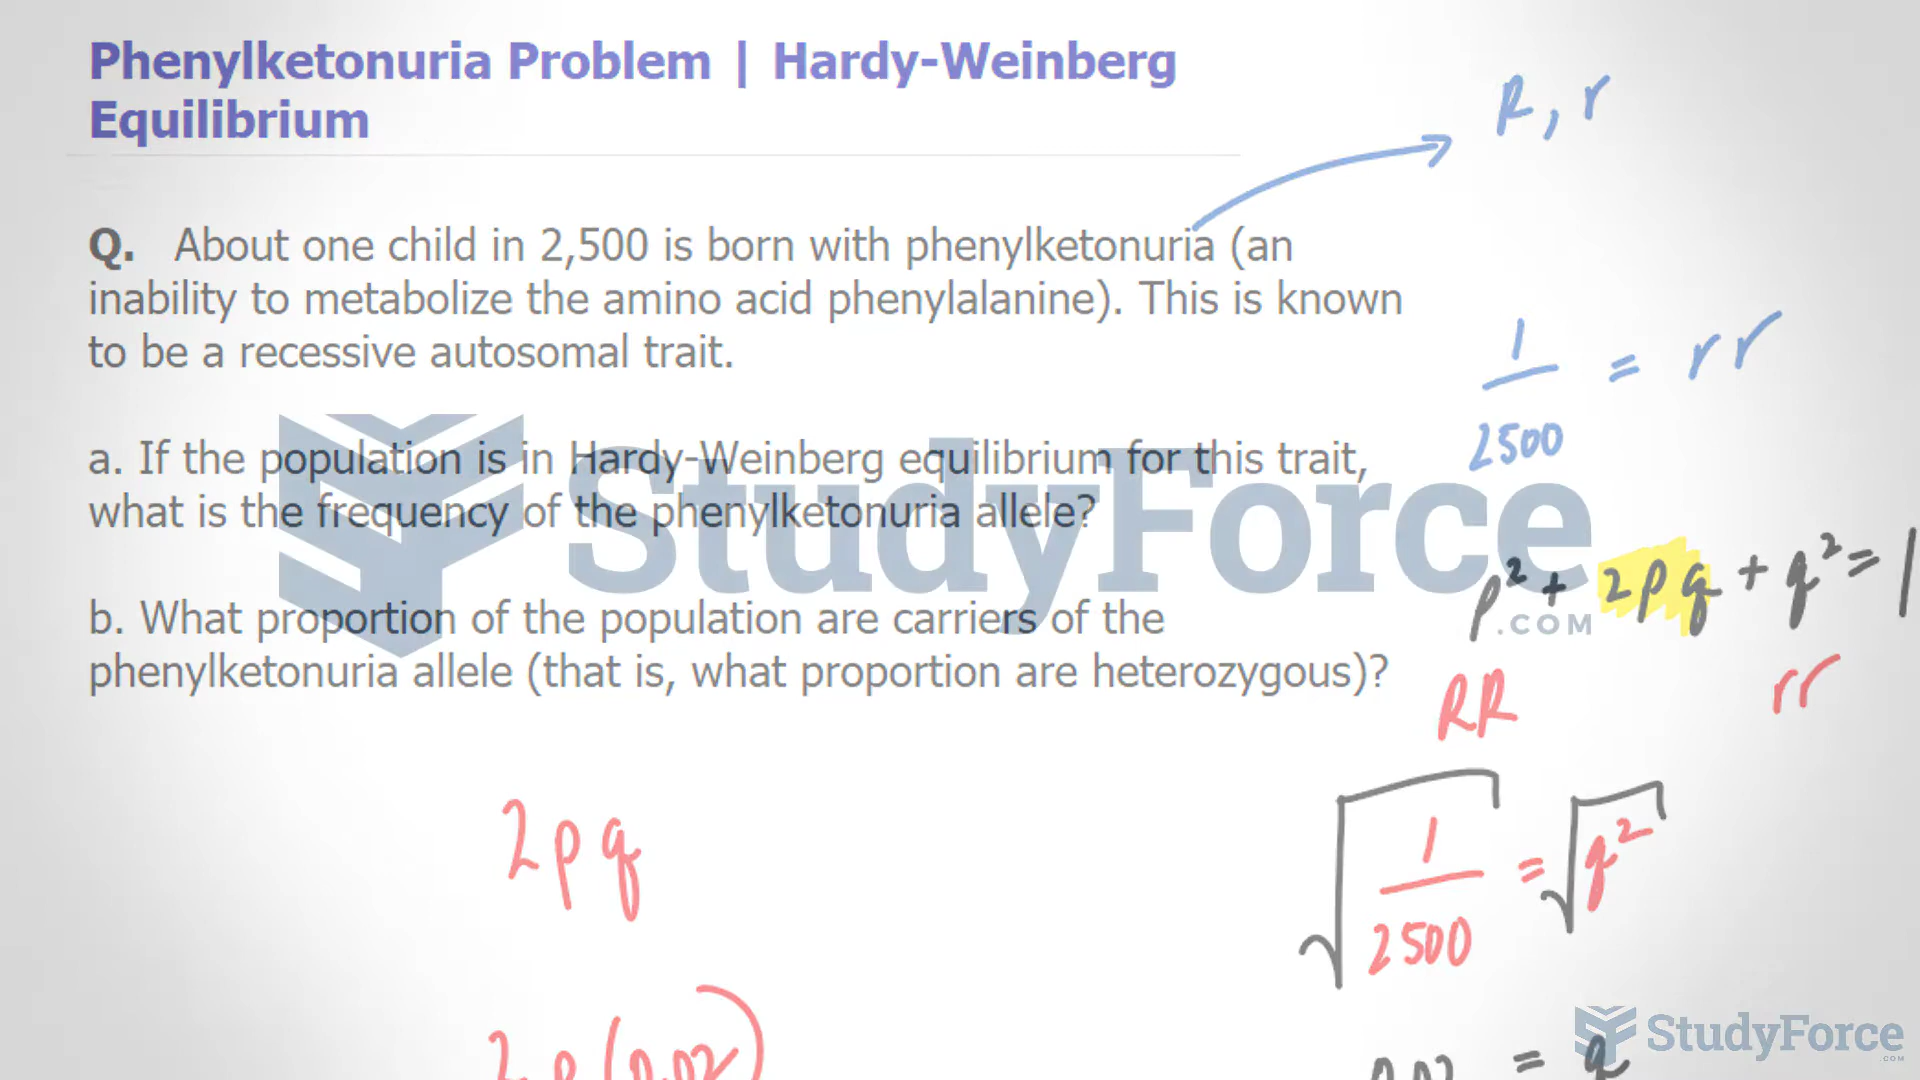 Phenylketonuria Problem | Hardy-Weinberg
Equilibrium
R, r
Q. About one child in 2,500 is born with phenylketonuria (an
inability to metabolize the amino acid phenylalanine). This is known
to be a recessive autosomal trait.
1/2500 = rr
a. If the population is in Hardy-Weinberg equilibrium for this trait,
what is the frequency of the phenylketonuria allele?
StudyForce
.COM
p² + 2pq + q² = 1
b. What proportion of the population are carriers of the
phenylketonuria allele (that is, what proportion are heterozygous)?
RR
rr
2pq
√1/2500 = √q²
2p(0.02)
= q
StudyForce
.COM